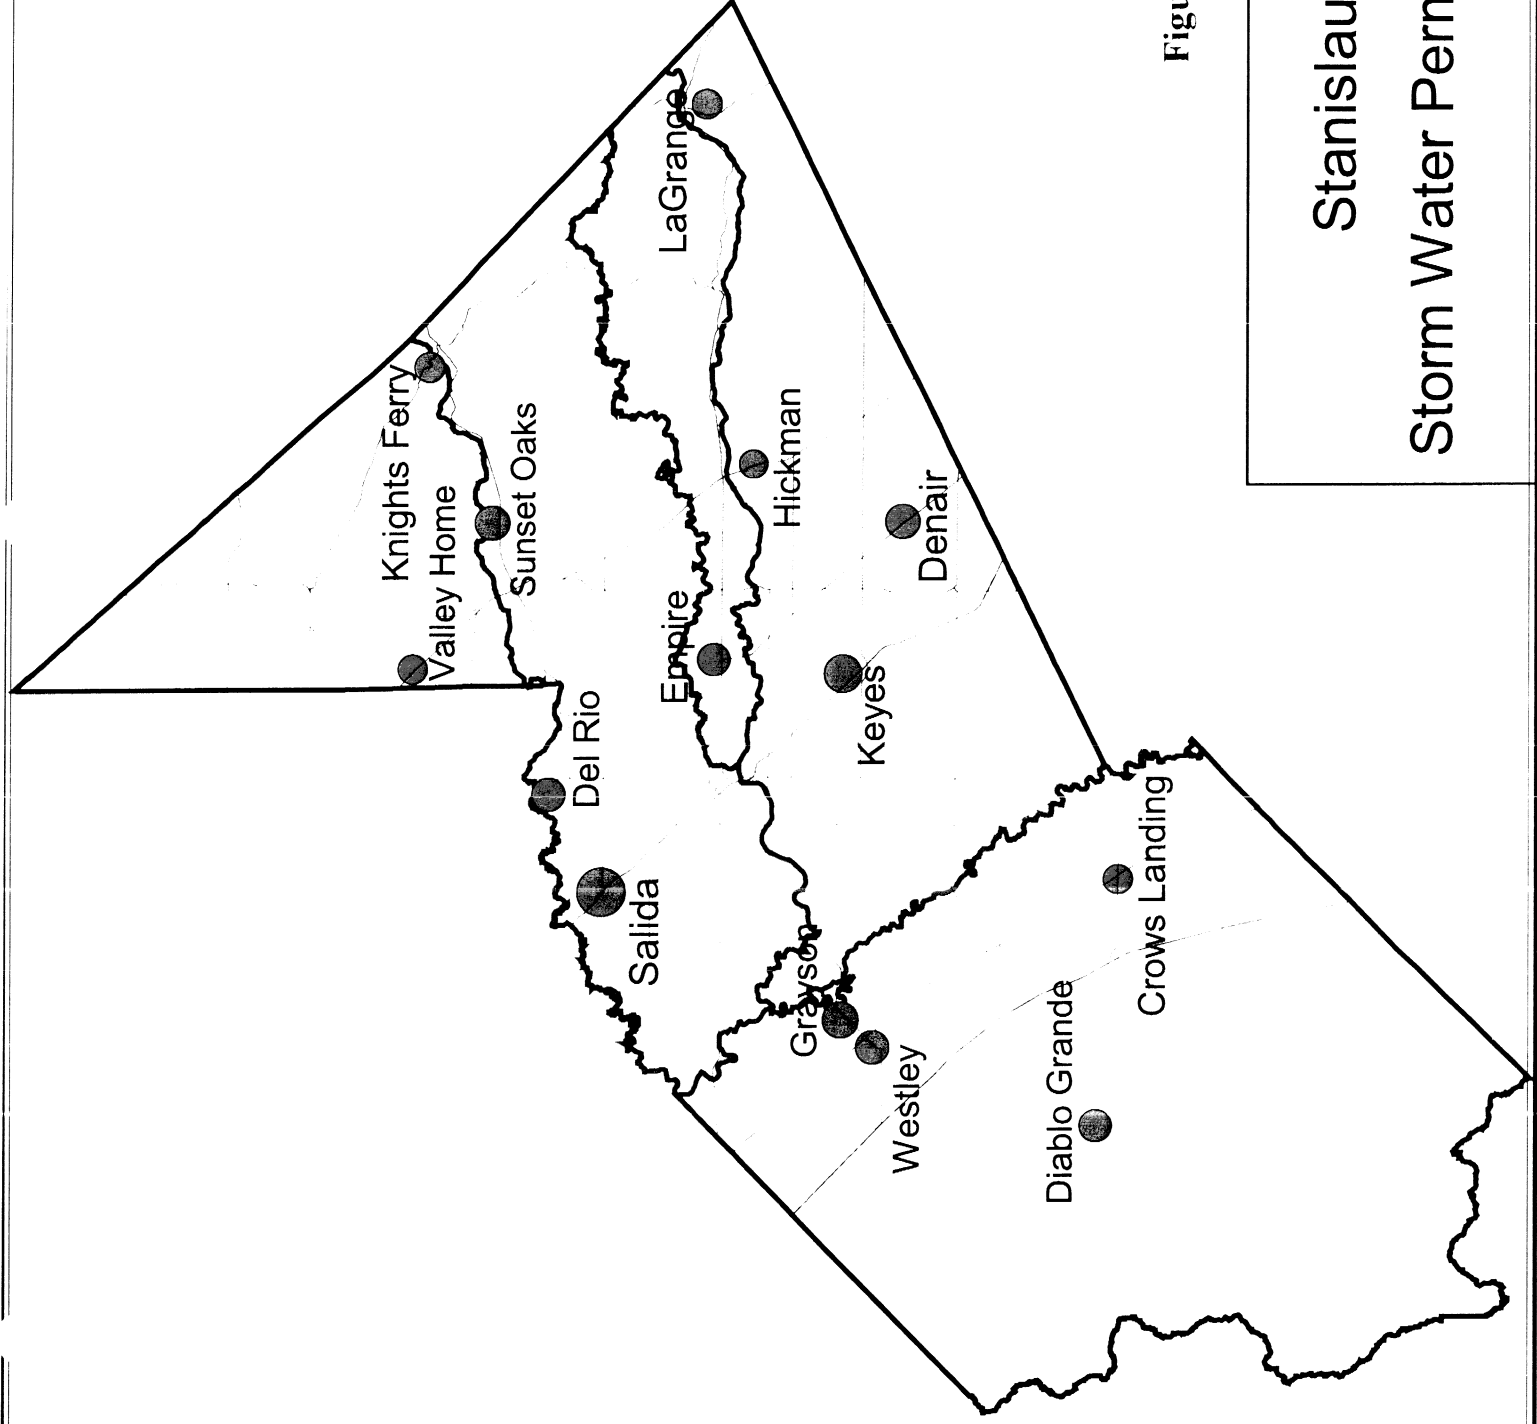 Figu
Stanislau
Storm Water Perm
Knights Ferry
Valley Home
Sunset Oaks
LaGrange
Del Rio
Empire
Hickman
Salida
Keyes
Denair
Grayson
Westley
Diablo Grande
Crows Landing